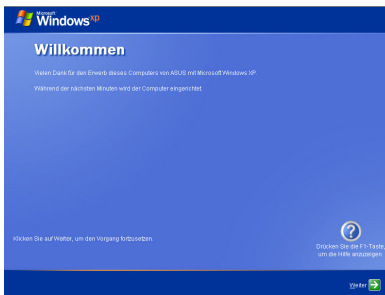 Microsoft
Windows xp
Willkommen
Vielen Dank für den Erwerb dieses Computers von ASUS mit Microsoft Windows XP.
Während der nächsten Minuten wird der Computer eingerichtet.
Klicken Sie auf Weiter, um den Vorgang fortzusetzen.
Drücken Sie die F1-Taste,
um die Hilfe anzuzeigen.
Weiter